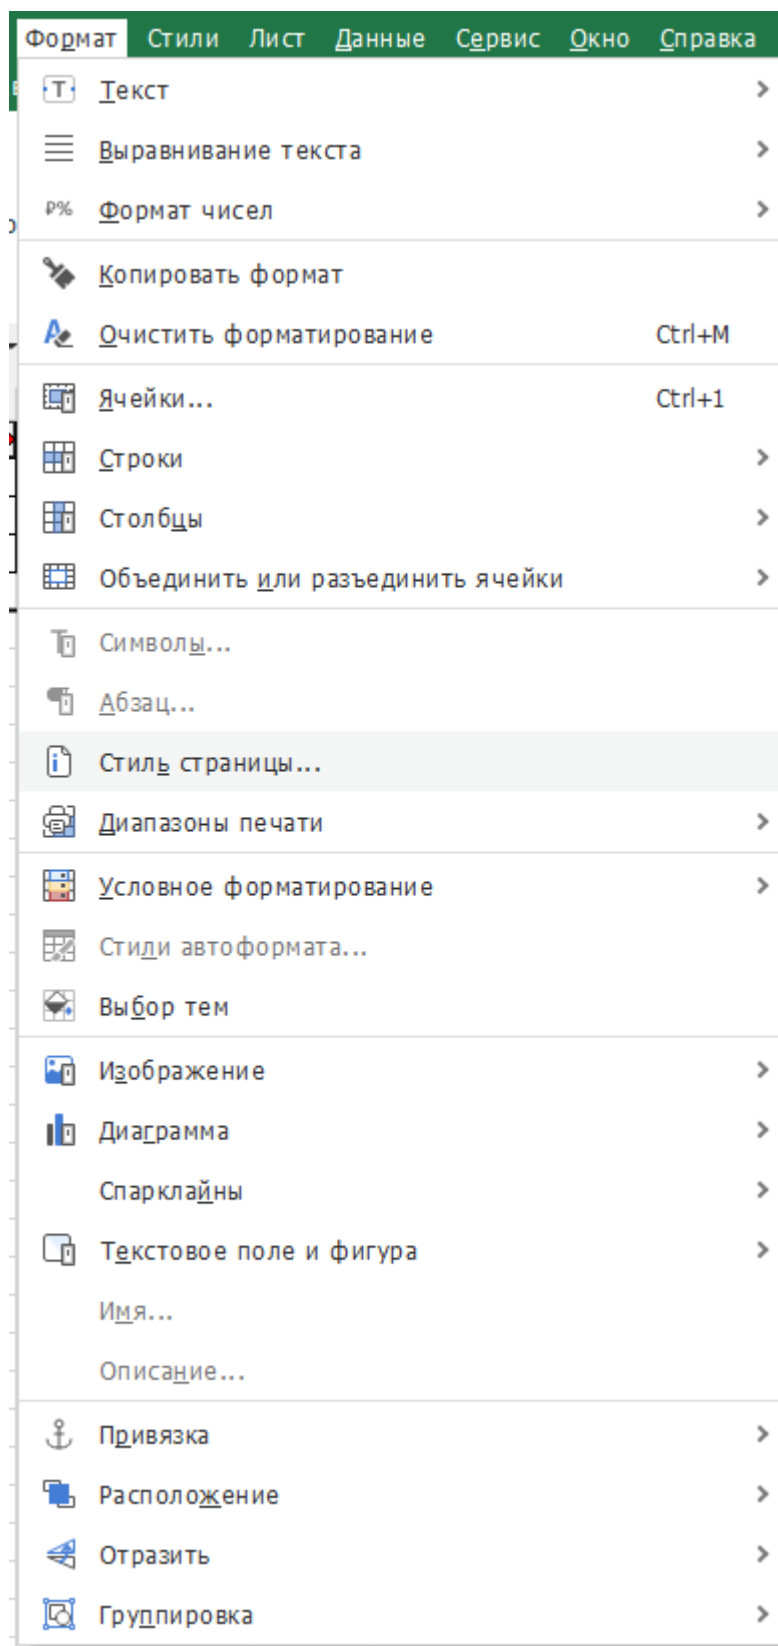 Формат Стили Лист Данные Сервис Окно Справка
Текст
Выравнивание текста
₽% Формат чисел
Копировать формат
Очистить форматирование Ctrl+M
Ячейки... Ctrl+1
Строки
Столбцы
Объединить или разъединить ячейки
Символы...
Абзац...
Стиль страницы...
Диапазоны печати
Условное форматирование
Стили автоформата...
Выбор тем
Изображение
Диаграмма
Спарклайны
Текстовое поле и фигура
Имя...
Описание...
Привязка
Расположение
Отразить
Группировка